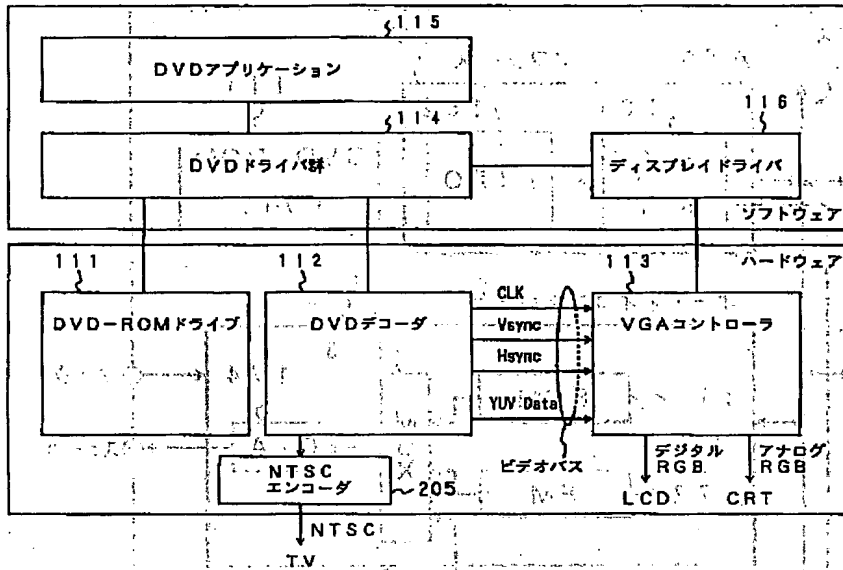 115
DVDアプリケーション
114
DVDドライバ群
116
ディスプレイドライバ
ソフトウェア
ハードウェア
111
DVD-ROMドライブ
112
DVDデコーダ
CLK
Vsync
Hsync
YUV Data
ビデオバス
113
VGAコントローラ
デジタル
RGB
アナログ
RGB
LCD
CRT
NTSC
エンコーダ
205
NTSC
TV